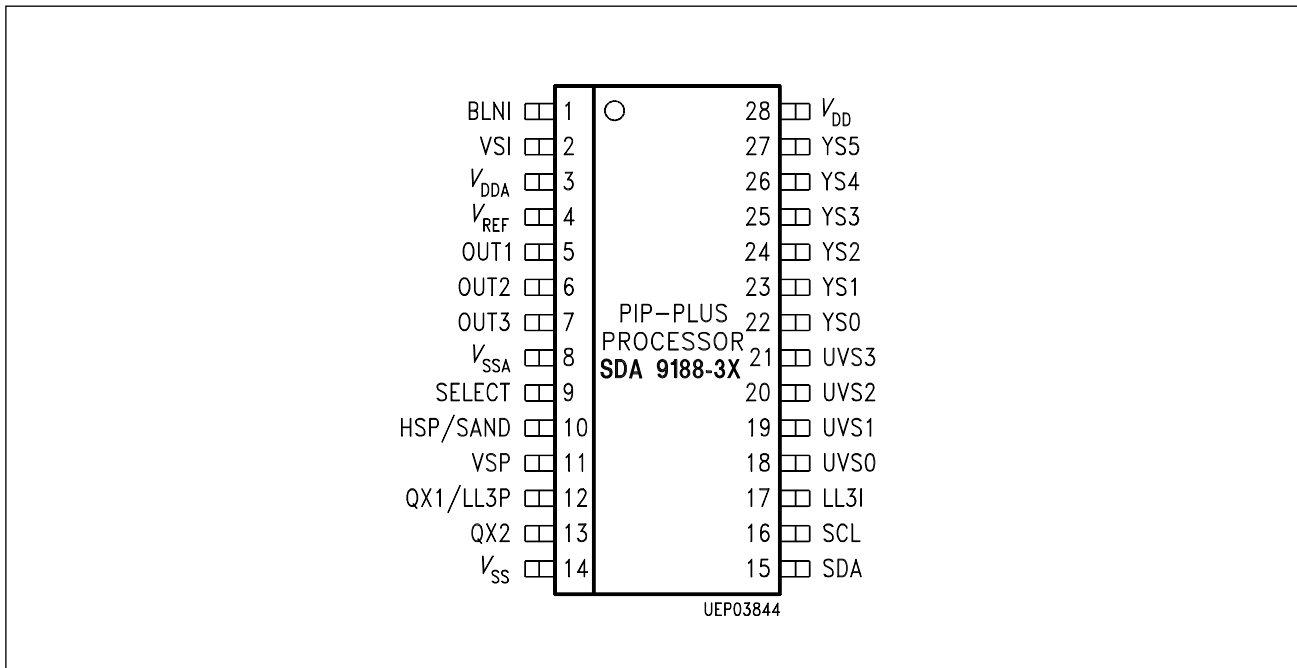 BLNI 1 28 VDD
VSI 2 27 YS5
VDDA 3 26 YS4
VREF 4 25 YS3
OUT1 5 24 YS2
OUT2 6 23 YS1
OUT3 7 22 YS0
VSSA 8 21 UVS3
SELECT 9 20 UVS2
HSP/SAND 10 19 UVS1
VSP 11 18 UVS0
QX1/LL3P 12 17 LL3I
QX2 13 16 SCL
VSS 14 15 SDA
PIP-PLUS
PROCESSOR
SDA 9188-3X
UEP03844